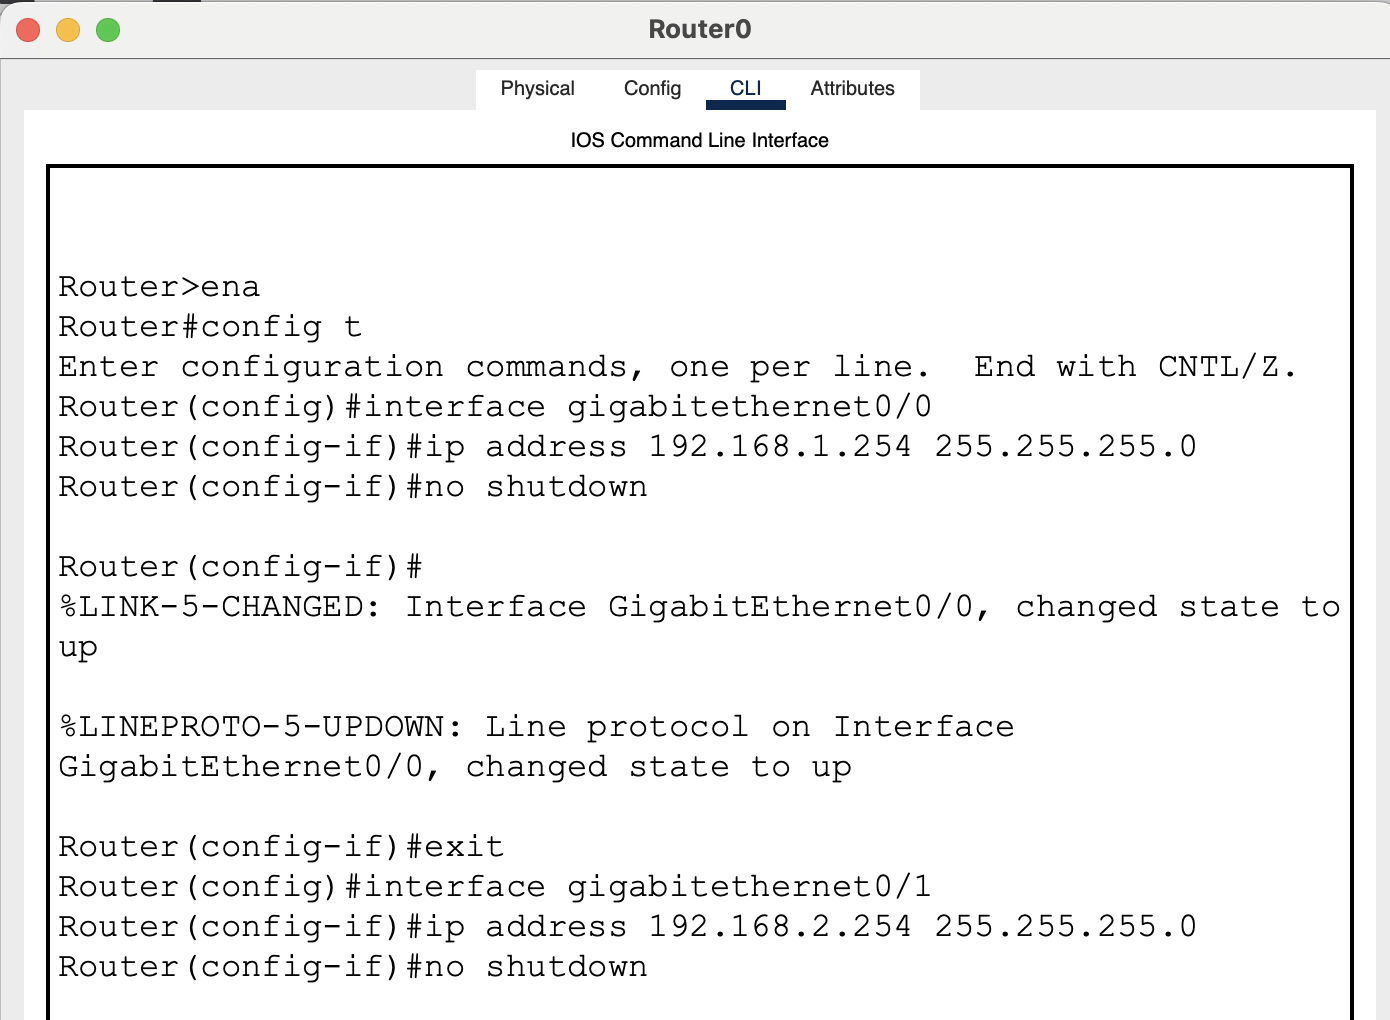 Router0
Physical Config CLI Attributes
IOS Command Line Interface
Router>ena
Router#config t
Enter configuration commands, one per line.  End with CNTL/Z.
Router(config)#interface gigabitethernet0/0
Router(config-if)#ip address 192.168.1.254 255.255.255.0
Router(config-if)#no shutdown
Router(config-if)#
%LINK-5-CHANGED: Interface GigabitEthernet0/0, changed state to
up
%LINEPROTO-5-UPDOWN: Line protocol on Interface
GigabitEthernet0/0, changed state to up
Router(config-if)#exit
Router(config)#interface gigabitethernet0/1
Router(config-if)#ip address 192.168.2.254 255.255.255.0
Router(config-if)#no shutdown